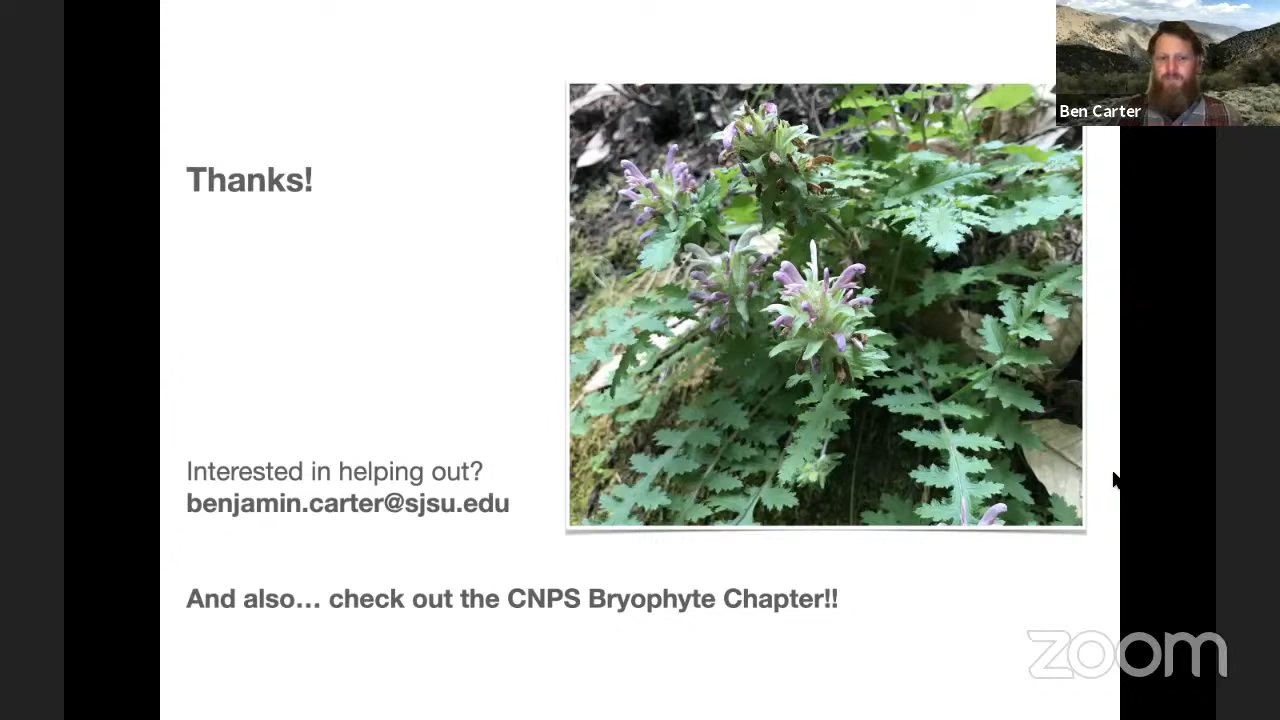 Ben Carter
Thanks!
Interested in helping out?
benjamin.carter@sjsu.edu
And also… check out the CNPS Bryophyte Chapter!!
zoom